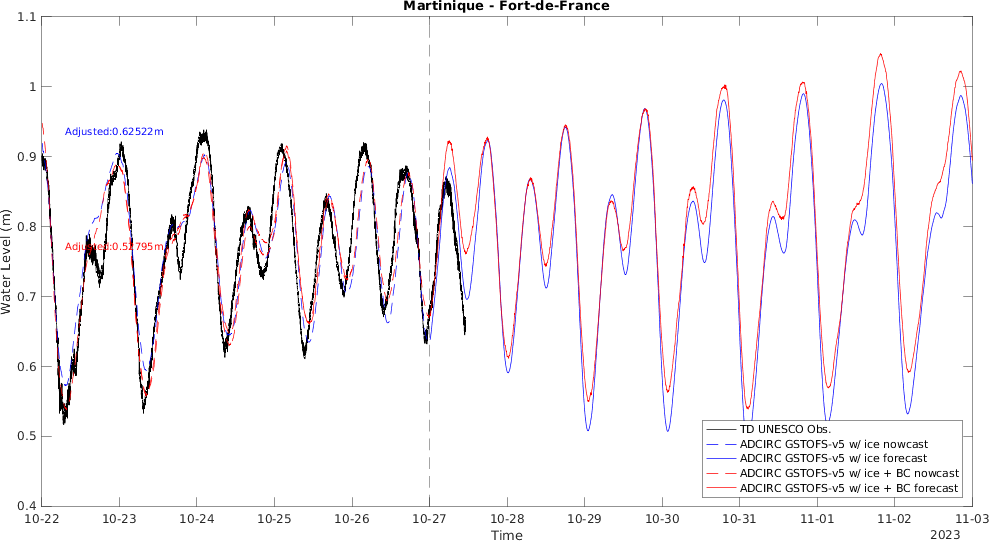 Martinique - Fort-de-France
1.1
1
0.9
0.8
0.7
0.6
0.5
0.4
Water Level (m)
Adjusted:0.62522m
Adjusted:0.52795m
TD UNESCO Obs.
ADCIRC GSTOFS-v5 w/ ice nowcast
ADCIRC GSTOFS-v5 w/ ice forecast
ADCIRC GSTOFS-v5 w/ ice + BC nowcast
ADCIRC GSTOFS-v5 w/ ice + BC forecast
10-22 10-23 10-24 10-25 10-26 10-27 10-28 10-29 10-30 10-31 11-01 11-02 11-03
Time
2023